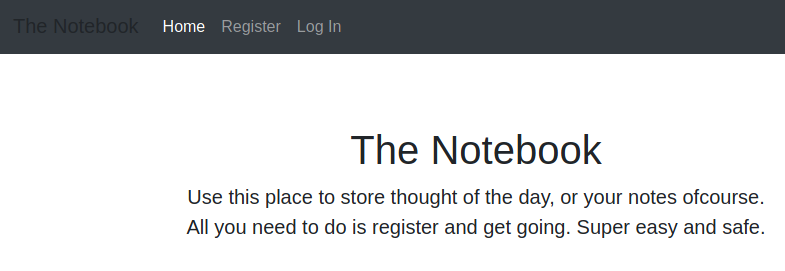 The Notebook Home Register Log In
The Notebook
Use this place to store thought of the day, or your notes ofcourse.
All you need to do is register and get going. Super easy and safe.